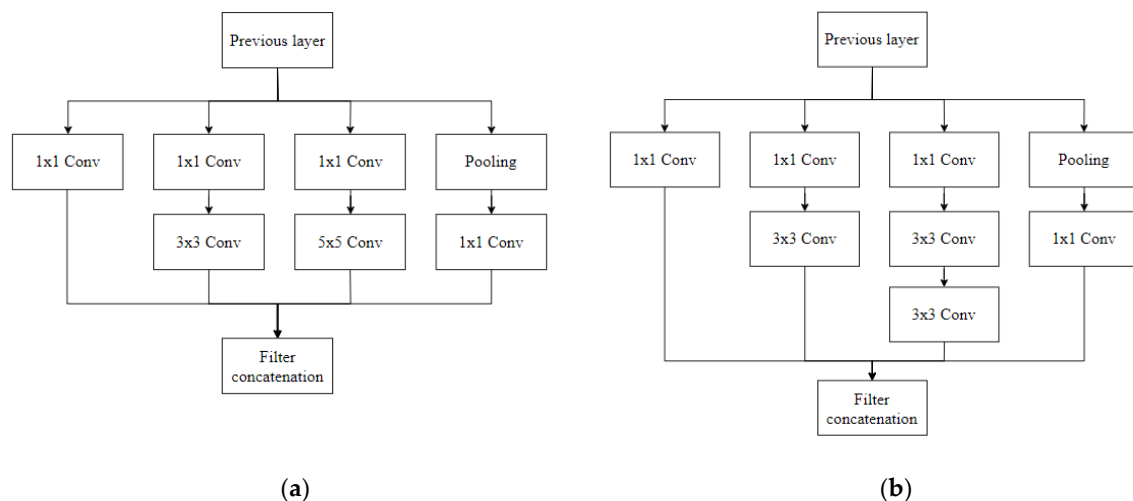 Previous layer
1x1 Conv
1x1 Conv
1x1 Conv
Pooling
3x3 Conv
5x5 Conv
1x1 Conv
Filter
concatenation
(a)
Previous layer
1x1 Conv
1x1 Conv
1x1 Conv
Pooling
3x3 Conv
3x3 Conv
1x1 Conv
3x3 Conv
Filter
concatenation
(b)